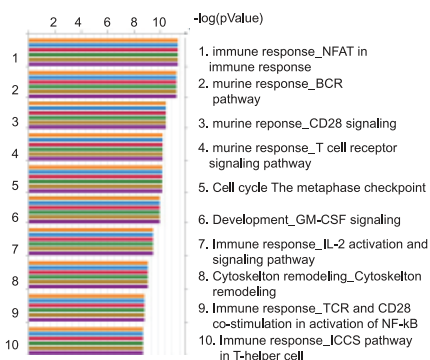 2 4 6 8 10 -log(pValue)
1
2
3
4
5
6
7
8
9
10
1. immune response_NFAT in
immune response
2. murine response_BCR
pathway
3. murine reponse_CD28 signaling
4. murine response_T cell receptor
signaling pathway
5. Cell cycle The metaphase checkpoint
6. Development_GM-CSF signaling
7. Immune response_IL-2 activation and
signaling pathway
8. Cytoskelton remodeling_Cytoskelton
remodeling
9. Immune response_TCR and CD28
co-stimulation in activation of NF-kB
10. Immune response_ICCS pathway
in T-helper cell